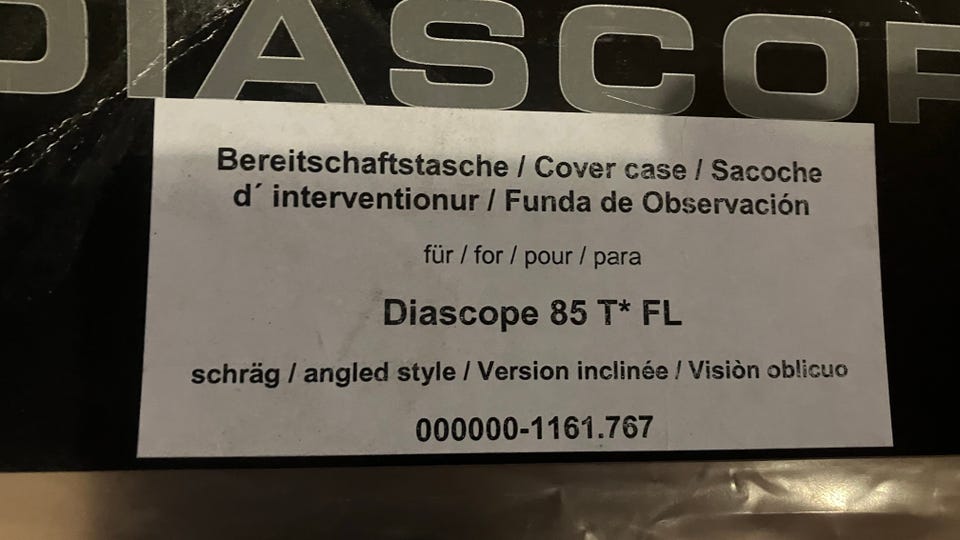 DIASCOP
Bereitschaftstasche / Cover case / Sacoche
d´ interventionur / Funda de Observación
für / for / pour / para
Diascope 85 T* FL
schräg / angled style / Version inclinée / Visiòn oblicuo
000000-1161.767